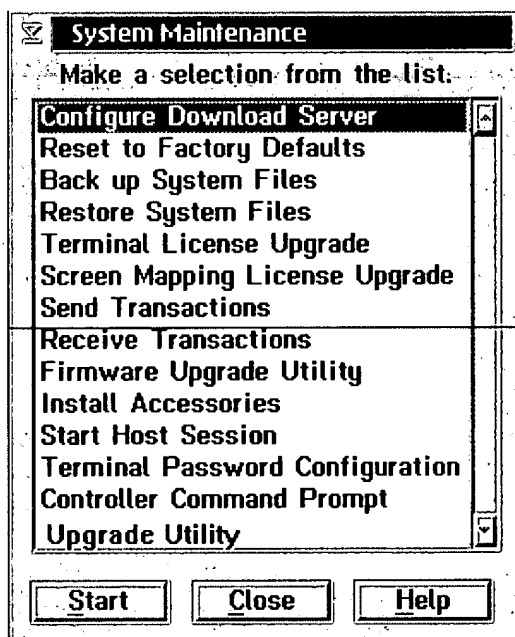 System Maintenance
Make a selection from the list:
Configure Download Server
Reset to Factory Defaults
Back up System Files
Restore System Files
Terminal License Upgrade
Screen Mapping License Upgrade
Send Transactions
Receive Transactions
Firmware Upgrade Utility
Install Accessories
Start Host Session
Terminal Password Configuration
Controller Command Prompt
Upgrade Utility
Start Close Help